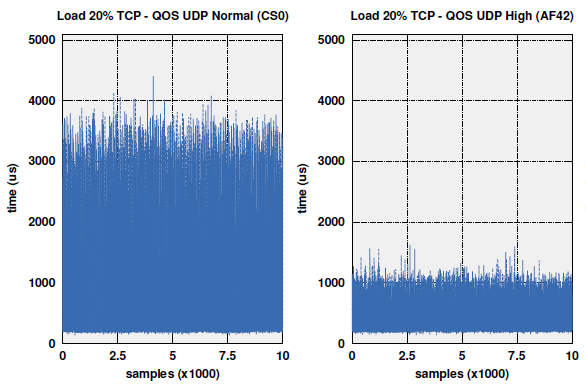 Load 20% TCP - QOS UDP Normal (CS0)
5000
4000
3000
2000
1000
0
time (us)
0 2.5 5 7.5 10
samples (x1000)
Load 20% TCP - QOS UDP High (AF42)
5000
4000
3000
2000
1000
0
time (us)
0 2.5 5 7.5 10
samples (x1000)